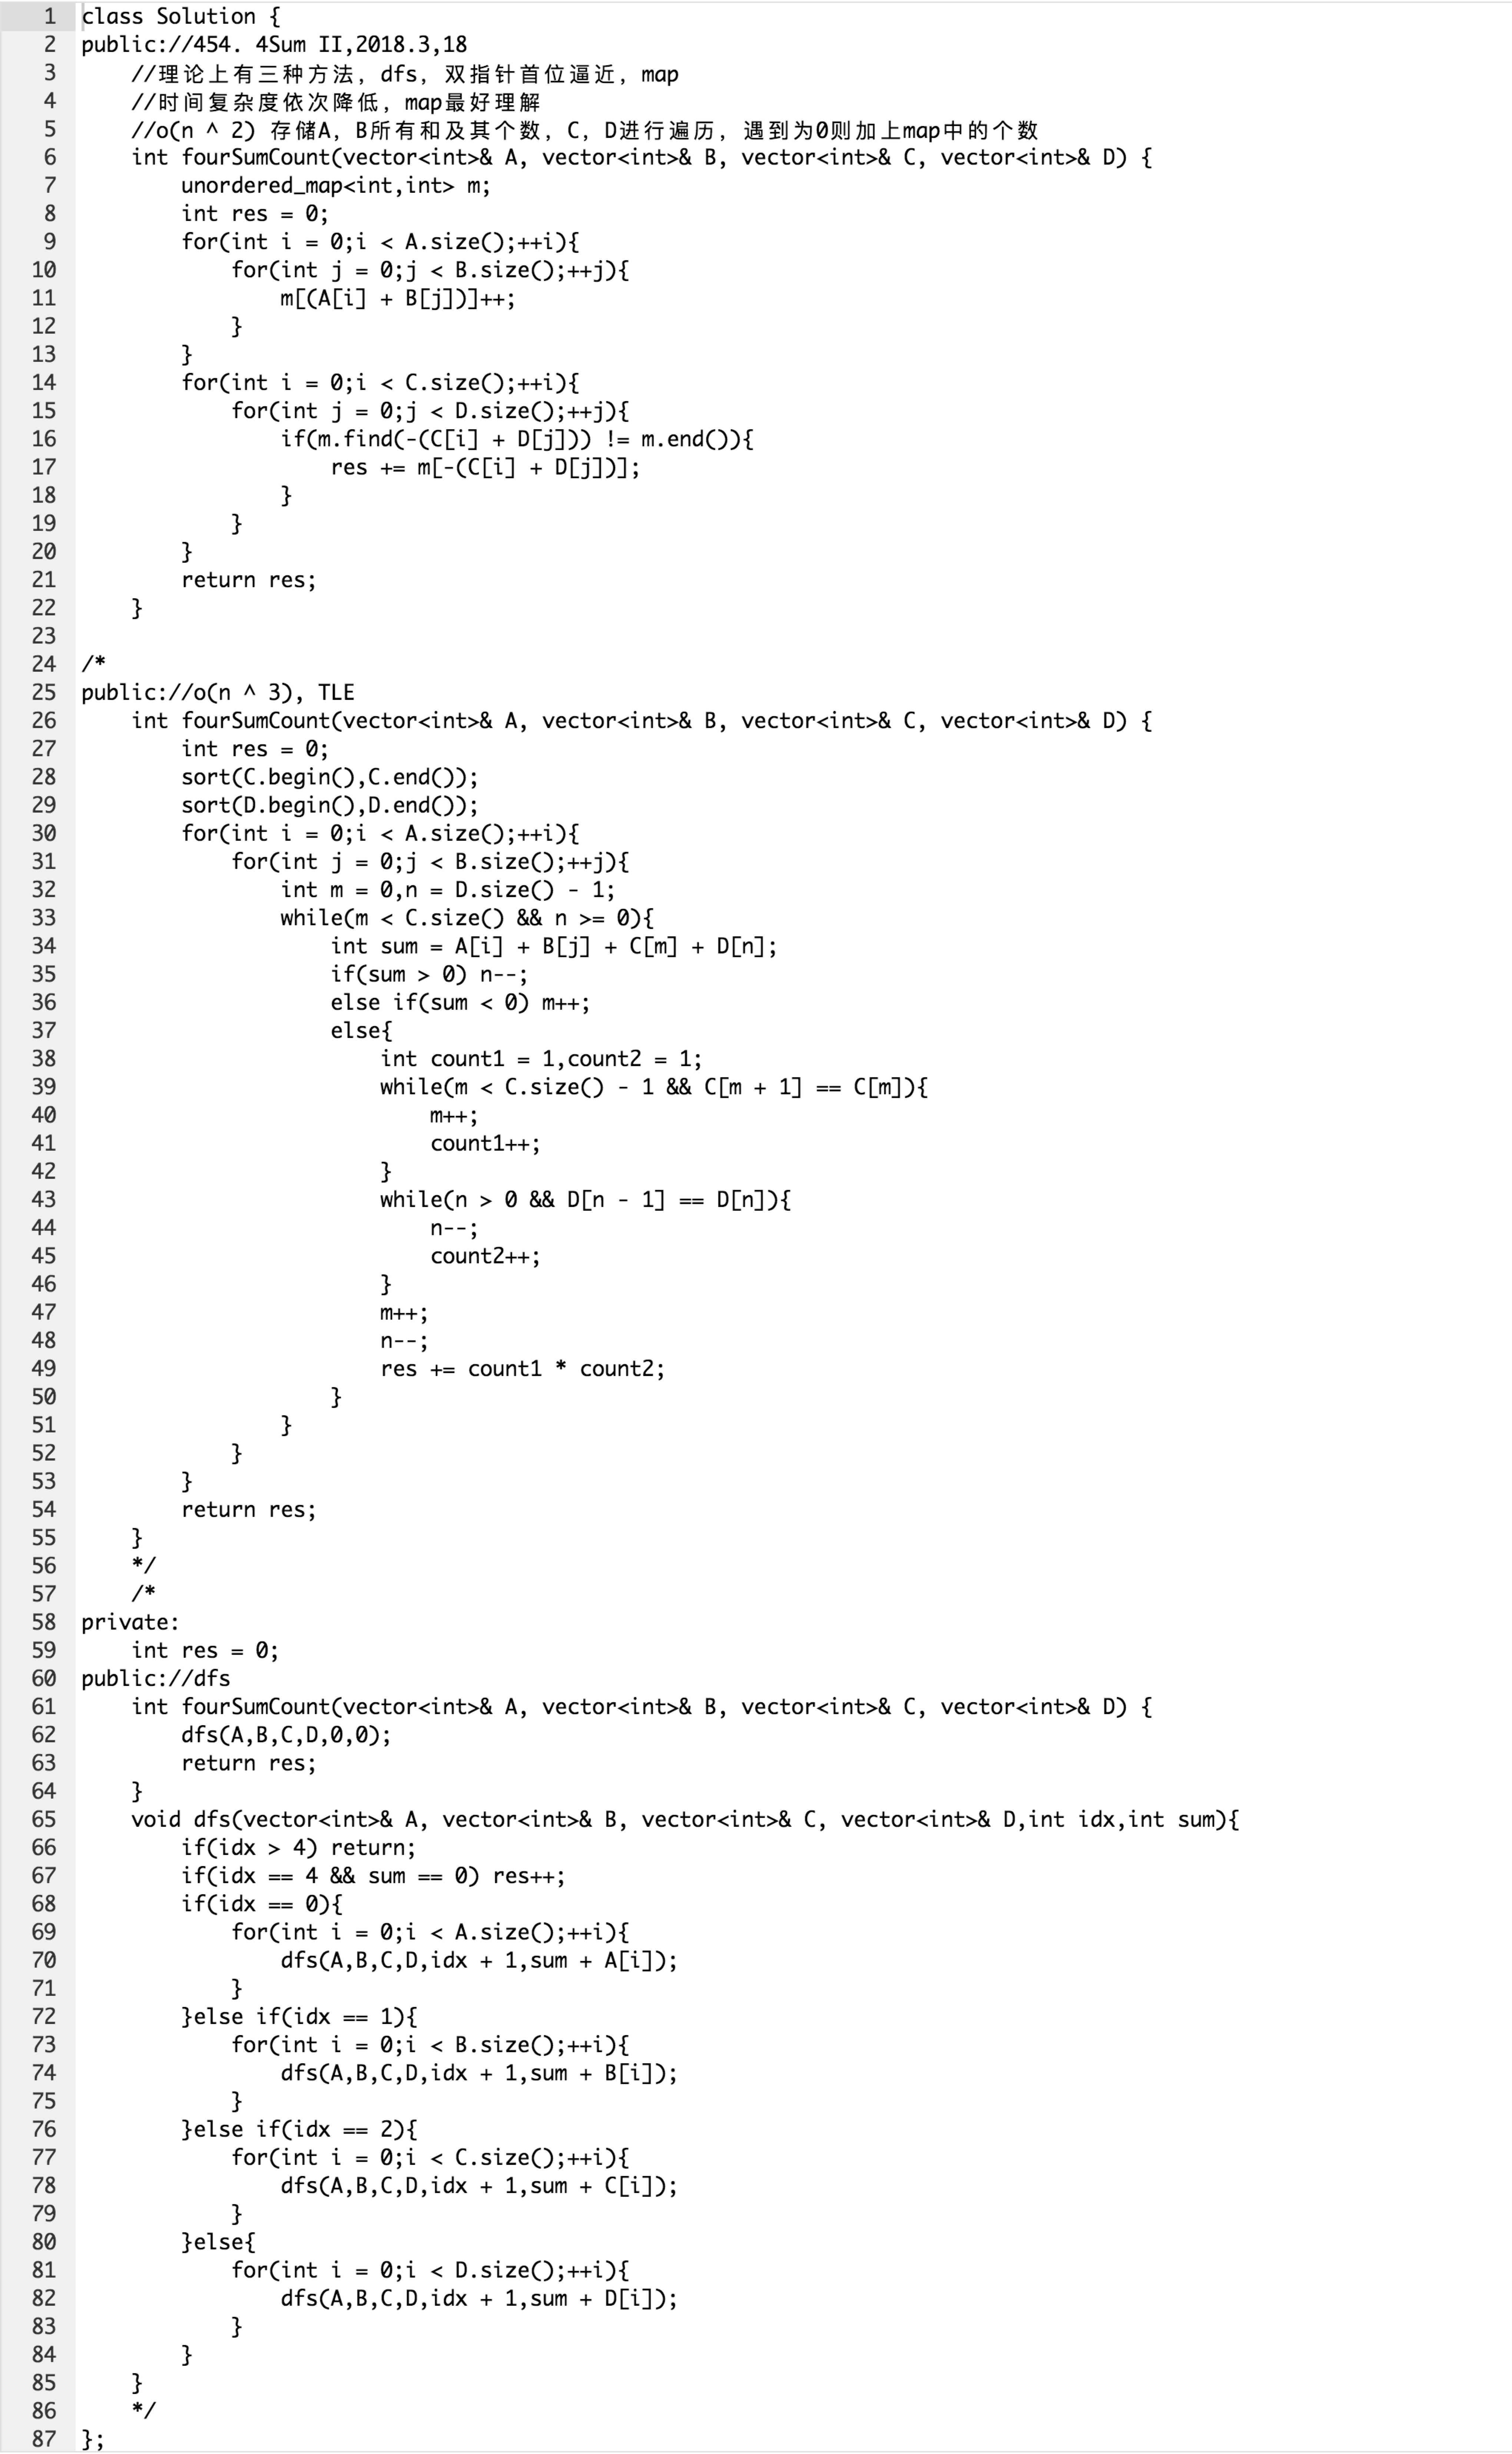 1 class Solution {
2 public://454. 4Sum II,2018.3,18
3     //理论上有三种方法, dfs, 双指针首位逼近, map
4     //时间复杂度依次降低, map最好理解
5     //o(n ^ 2) 存储A, B所有和及其个数, C, D进行遍历, 遇到为0则加上map中的个数
6     int fourSumCount(vector<int>& A, vector<int>& B, vector<int>& C, vector<int>& D) {
7         unordered_map<int,int> m;
8         int res = 0;
9         for(int i = 0;i < A.size();++i){
10             for(int j = 0;j < B.size();++j){
11                 m[(A[i] + B[j])]++;
12             }
13         }
14         for(int i = 0;i < C.size();++i){
15             for(int j = 0;j < D.size();++j){
16                 if(m.find(-(C[i] + D[j])) != m.end()){
17                     res += m[-(C[i] + D[j])];
18                 }
19             }
20         }
21         return res;
22     }
23
24 /*
25 public://o(n ^ 3), TLE
26     int fourSumCount(vector<int>& A, vector<int>& B, vector<int>& C, vector<int>& D) {
27         int res = 0;
28         sort(C.begin(),C.end());
29         sort(D.begin(),D.end());
30         for(int i = 0;i < A.size();++i){
31             for(int j = 0;j < B.size();++j){
32                 int m = 0,n = D.size() - 1;
33                 while(m < C.size() && n >= 0){
34                     int sum = A[i] + B[j] + C[m] + D[n];
35                     if(sum > 0) n--;
36                     else if(sum < 0) m++;
37                     else{
38                         int count1 = 1,count2 = 1;
39                         while(m < C.size() - 1 && C[m + 1] == C[m]){
40                             m++;
41                             count1++;
42                         }
43                         while(n > 0 && D[n - 1] == D[n]){
44                             n--;
45                             count2++;
46                         }
47                         m++;
48                         n--;
49                         res += count1 * count2;
50                     }
51                 }
52             }
53         }
54         return res;
55     }
56     */
57     /*
58 private:
59     int res = 0;
60 public://dfs
61     int fourSumCount(vector<int>& A, vector<int>& B, vector<int>& C, vector<int>& D) {
62         dfs(A,B,C,D,0,0);
63         return res;
64     }
65     void dfs(vector<int>& A, vector<int>& B, vector<int>& C, vector<int>& D,int idx,int sum){
66         if(idx > 4) return;
67         if(idx == 4 && sum == 0) res++;
68         if(idx == 0){
69             for(int i = 0;i < A.size();++i){
70                 dfs(A,B,C,D,idx + 1,sum + A[i]);
71             }
72         }else if(idx == 1){
73             for(int i = 0;i < B.size();++i){
74                 dfs(A,B,C,D,idx + 1,sum + B[i]);
75             }
76         }else if(idx == 2){
77             for(int i = 0;i < C.size();++i){
78                 dfs(A,B,C,D,idx + 1,sum + C[i]);
79             }
80         }else{
81             for(int i = 0;i < D.size();++i){
82                 dfs(A,B,C,D,idx + 1,sum + D[i]);
83             }
84         }
85     }
86     */
87 };